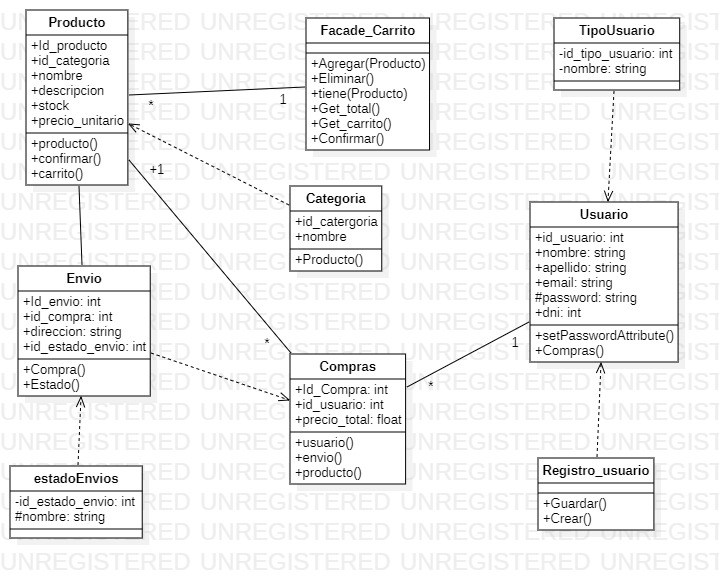 Producto
+Id_producto
+id_categoria
+nombre
+descripcion
+stock
+precio_unitario
+producto()
+confirmar()
+carrito()
*
1
Facade_Carrito
+Agregar(Producto)
+Eliminar()
+tiene(Producto)
+Get_total()
+Get_carrito()
+Confirmar()
TipoUsuario
-id_tipo_usuario: int
-nombre: string
+1
*
Categoria
+id_catergoria
+nombre
+Producto()
Usuario
+id_usuario: int
+nombre: string
+apellido: string
+email: string
#password: string
+dni: int
+setPasswordAttribute()
+Compras()
1
*
Envio
+Id_envio: int
+id_compra: int
+direccion: string
+id_estado_envio: int
+Compra()
+Estado()
Compras
+Id_Compra: int
+id_usuario: int
+precio_total: float
+usuario()
+envio()
+producto()
estadoEnvios
-id_estado_envio: int
#nombre: string
Registro_usuario
+Guardar()
+Crear()
UNREGISTERED